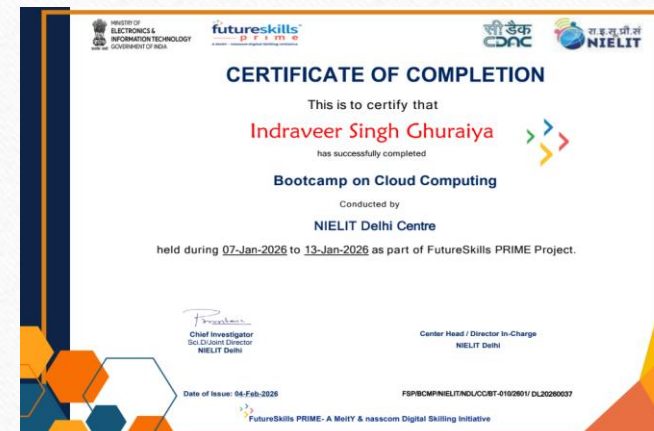 MINISTRY OF
ELECTRONICS &
INFORMATION TECHNOLOGY
GOVERNMENT OF INDIA
futureskills
prime
सी डैक
CDAC
रा.इ.सू.प्रौ.सं
NIELIT
CERTIFICATE OF COMPLETION
This is to certify that
Indraveer Singh Ghuraiya
has successfully completed
Bootcamp on Cloud Computing
Conducted by
NIELIT Delhi Centre
held during 07-Jan-2026 to 13-Jan-2026 as part of FutureSkills PRIME Project.
Chief Investigator
Sci.D/Joint Director
NIELIT Delhi
Center Head / Director In-Charge
NIELIT Delhi
Date of Issue: 04-Feb-2026
FSP/BCMP/NIELIT/NDL/CC/BT-010/2601/ DL20260037
FutureSkills PRIME- A MeitY & nasscom Digital Skilling Initiative